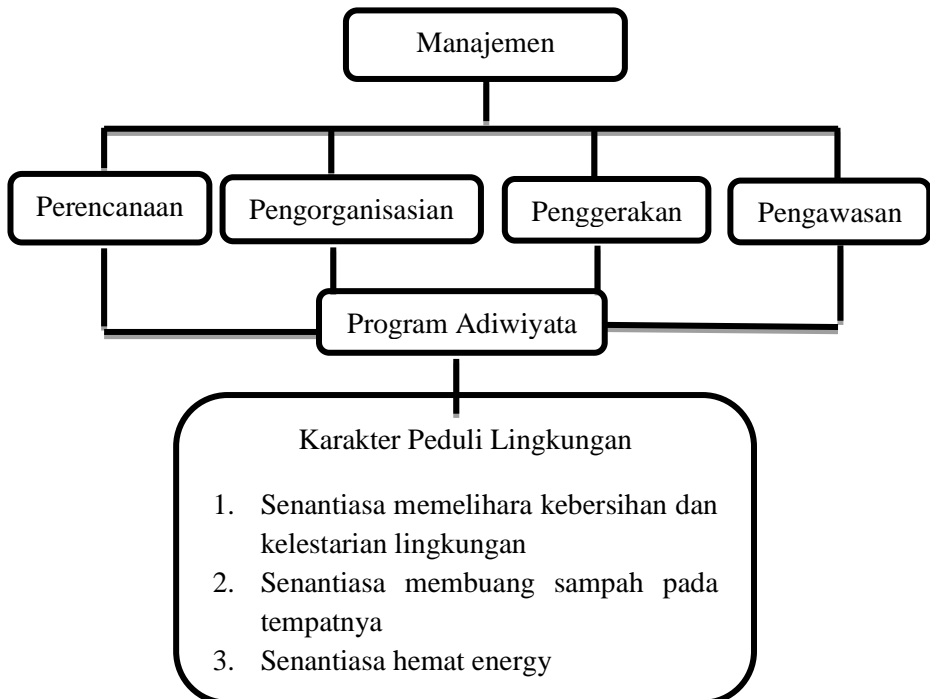 Manajemen
Perencanaan
Pengorganisasian
Penggerakan
Pengawasan
Program Adiwiyata
Karakter Peduli Lingkungan
1. Senantiasa memelihara kebersihan dan
kelestarian lingkungan
2. Senantiasa membuang sampah pada
tempatnya
3. Senantiasa hemat energy